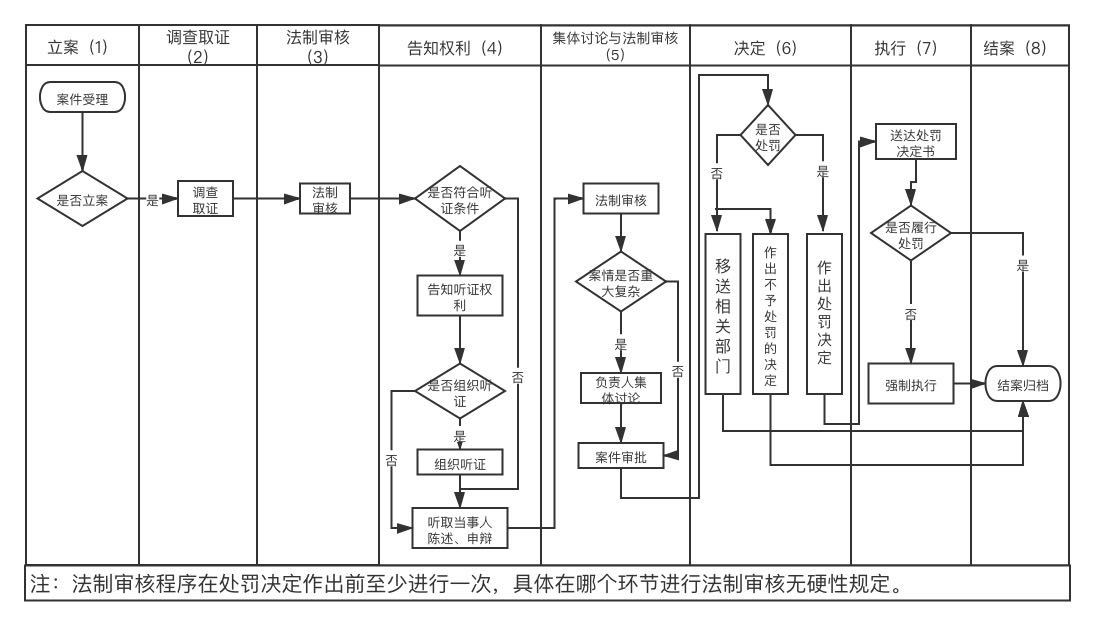 立案（1）
调查取证
（2）
法制审核
（3）
告知权利（4）
集体讨论与法制审核
（5）
决定（6）
执行（7）
结案（8）
案件受理
是否立案
是
调查
取证
法制
审核
是否符合听
证条件
是
告知听证权
利
是否组织听
证
是
否
否
组织听证
听取当事人
陈述、申辩
法制审核
案情是否重
大复杂
是
否
负责人集
体讨论
案件审批
是否
处罚
否
是
移
送
相
关
部
门
作
出
不
予
处
罚
的
决
定
作
出
处
罚
决
定
送达处罚
决定书
是否履行
处罚
是
否
强制执行
结案归档
注：法制审核程序在处罚决定作出前至少进行一次，具体在哪个环节进行法制审核无硬性规定。